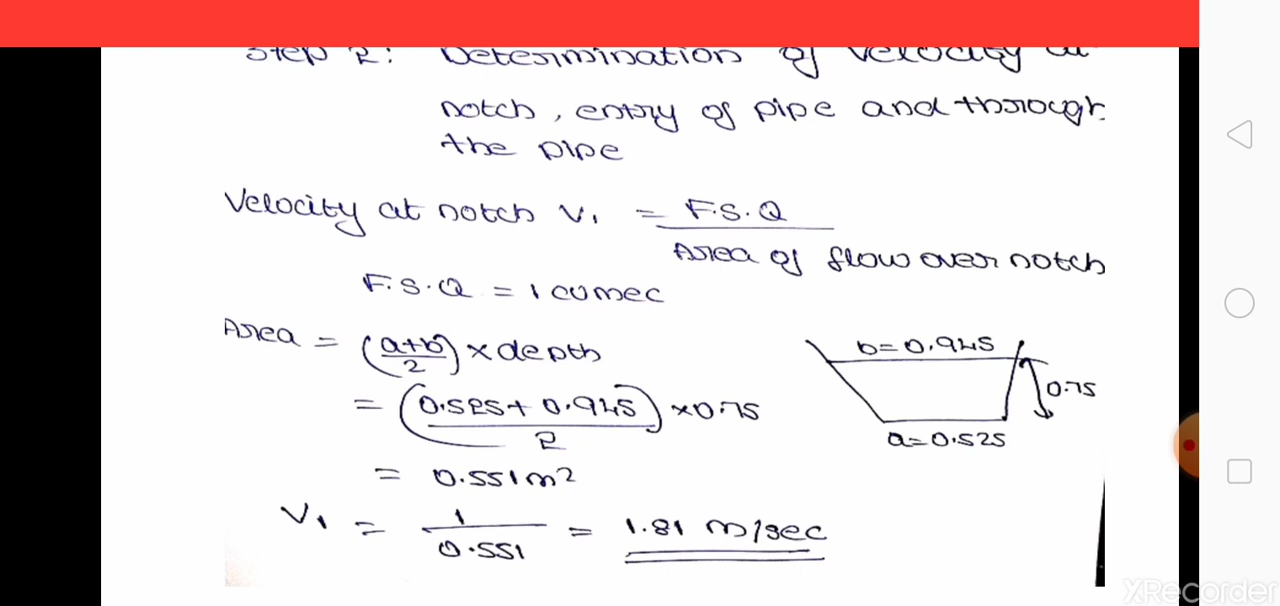 Step 2: Determination of velocity at
notch, entry of pipe and through
the pipe
Velocity at notch V₁ = F.S.Q / Area of flow over notch
F.S.Q = 1 cumec
Area = (a+b / 2) × depth
= (0.525 + 0.945 / 2) × 0.75
= 0.551 m²
V₁ = 1 / 0.551 = 1.81 m/sec
b=0.945
0.75
a=0.525
XRecorder